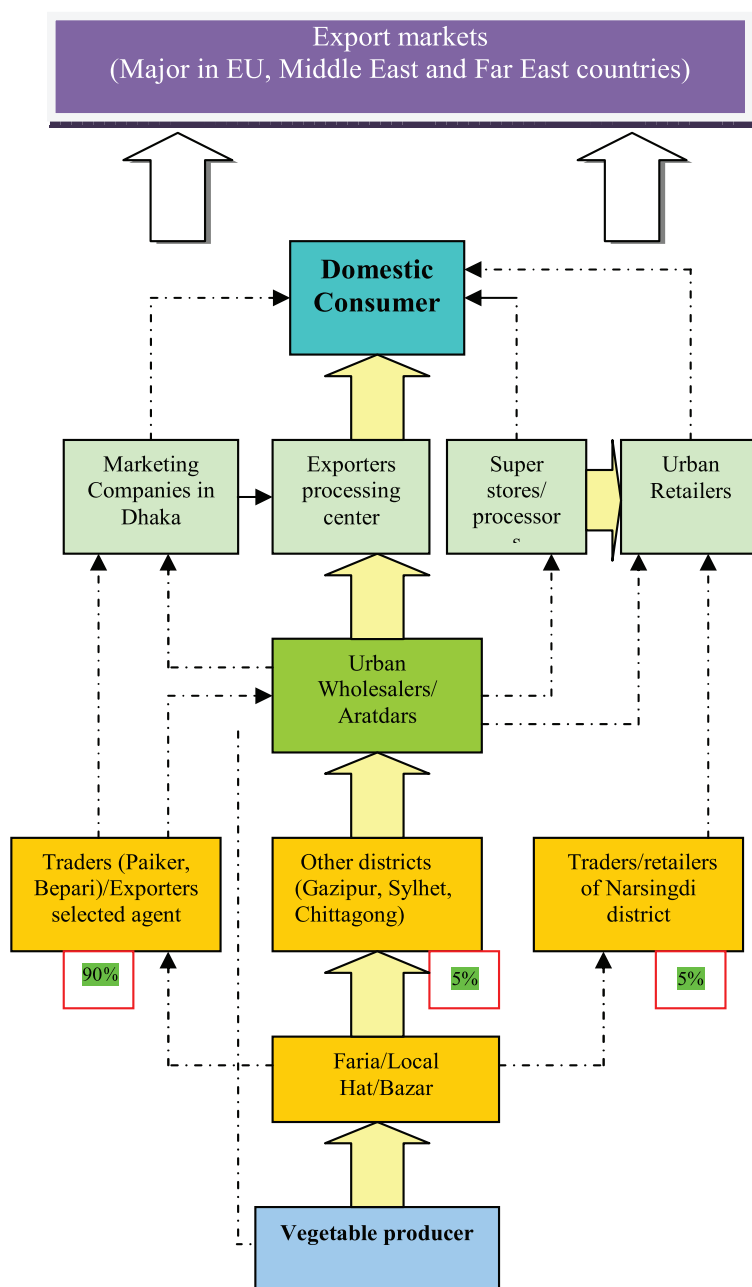 Export markets
(Major in EU, Middle East and Far East countries)
Domestic
Consumer
Marketing
Companies in
Dhaka
Exporters
processing
center
Super
stores/
processor
s
Urban
Retailers
Urban
Wholesalers/
Aratdars
Traders (Paiker,
Bepari)/Exporters
selected agent
Other districts
(Gazipur, Sylhet,
Chittagong)
Traders/retailers
of Narsingdi
district
90%
5%
5%
Faria/Local
Hat/Bazar
Vegetable producer